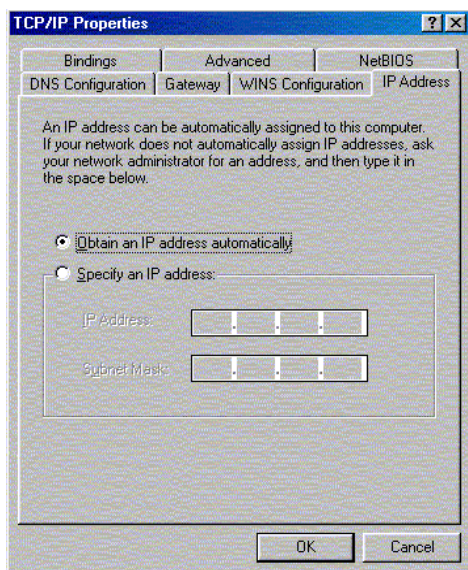 TCP/IP Properties
Bindings
Advanced
NetBIOS
DNS Configuration
Gateway
WINS Configuration
IP Address
An IP address can be automatically assigned to this computer.
If your network does not automatically assign IP addresses, ask
your network administrator for an address, and then type it in
the space below.
Obtain an IP address automatically
Specify an IP address:
IP Address:
Subnet Mask:
OK
Cancel